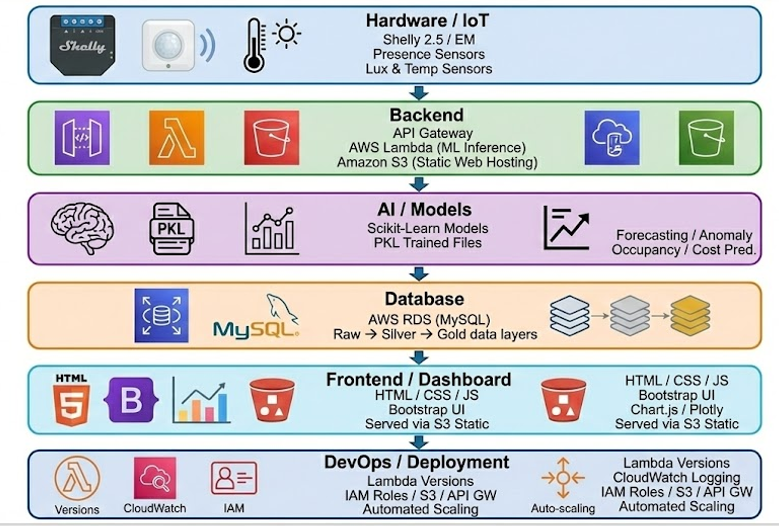 Hardware / IoT
Shelly
Shelly 2.5 / EM
Presence Sensors
Lux & Temp Sensors
Backend
API Gateway
AWS Lambda (ML Inference)
Amazon S3 (Static Web Hosting)
AI / Models
PKL
Scikit-Learn Models
PKL Trained Files
Forecasting / Anomaly
Occupancy / Cost Pred.
Database
MySQL
AWS RDS (MySQL)
Raw → Silver → Gold data layers
Frontend / Dashboard
HTML
5
B
HTML / CSS / JS
Bootstrap UI
Served via S3 Static
HTML / CSS / JS
Bootstrap UI
Chart.js / Plotly
Served via S3 Static
DevOps / Deployment
Versions
CloudWatch
IAM
Lambda Versions
IAM Roles / S3 / API GW
Automated Scaling
Auto-scaling
Lambda Versions
CloudWatch Logging
IAM Roles / S3 / API GW
Automated Scaling